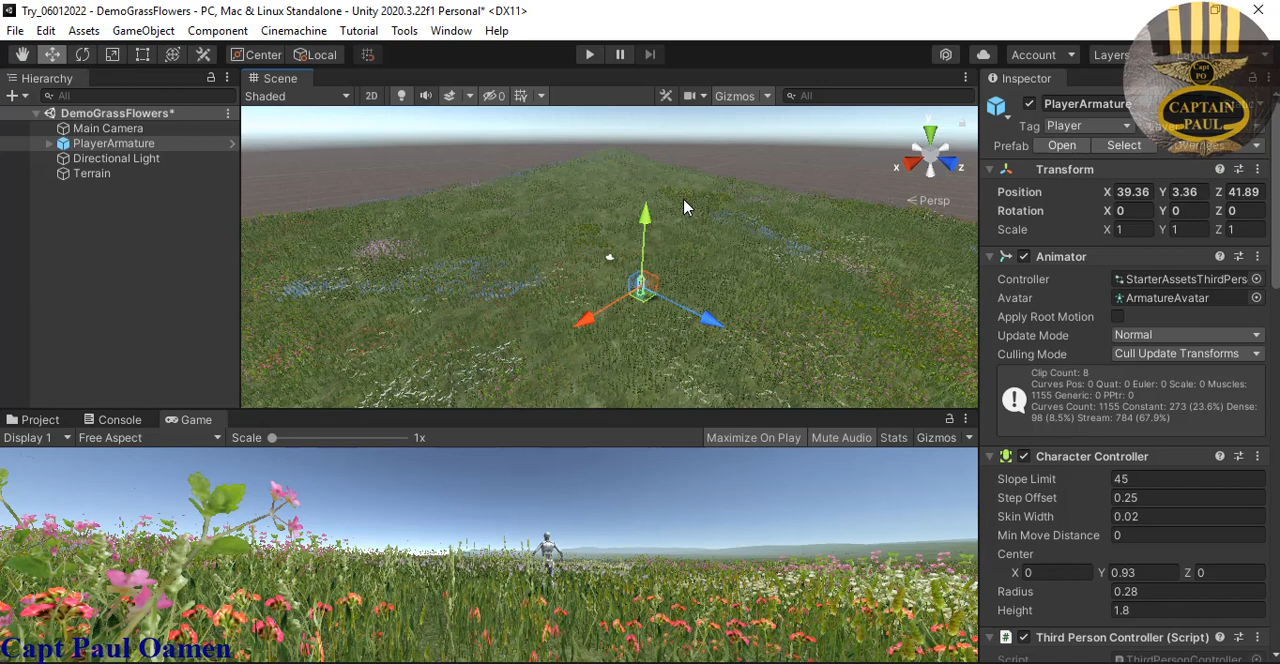 Try_06012022 - DemoGrassFlowers - PC, Mac & Linux Standalone - Unity 2020.3.22f1 Personal* <DX11>
File Edit Assets GameObject Component Cinemachine Tutorial Tools Window Help
Center Local Account Layers
Hierarchy
All
DemoGrassFlowers*
Main Camera
PlayerArmature
Directional Light
Terrain
Scene
Shaded 2D 0 Gizmos All
y
x z
Persp
Project Console Game
Display 1 Free Aspect Scale 1x Maximize On Play Mute Audio Stats Gizmos
Capt Paul Oamen
Capt
PO
CAPTAIN
PAUL
Inspector
PlayerArmature
Tag Player
Prefab Open Select Overrides
Transform
Position X 39.36 Y 3.36 Z 41.89
Rotation X 0 Y 0 Z 0
Scale X 1 Y 1 Z 1
Animator
Controller StarterAssetsThirdPers
Avatar ArmatureAvatar
Apply Root Motion
Update Mode Normal
Culling Mode Cull Update Transforms
Clip Count: 8
Curves Pos: 0 Quat: 0 Euler: 0 Scale: 0 Muscles:
1155 Generic: 0 PPtr: 0
Curves Count: 1155 Constant: 273 (23.6%) Dense:
98 (8.5%) Stream: 784 (67.9%)
Character Controller
Slope Limit 45
Step Offset 0.25
Skin Width 0.02
Min Move Distance 0
Center
X 0 Y 0.93 Z 0
Radius 0.28
Height 1.8
Third Person Controller (Script)
Script ThirdPersonController